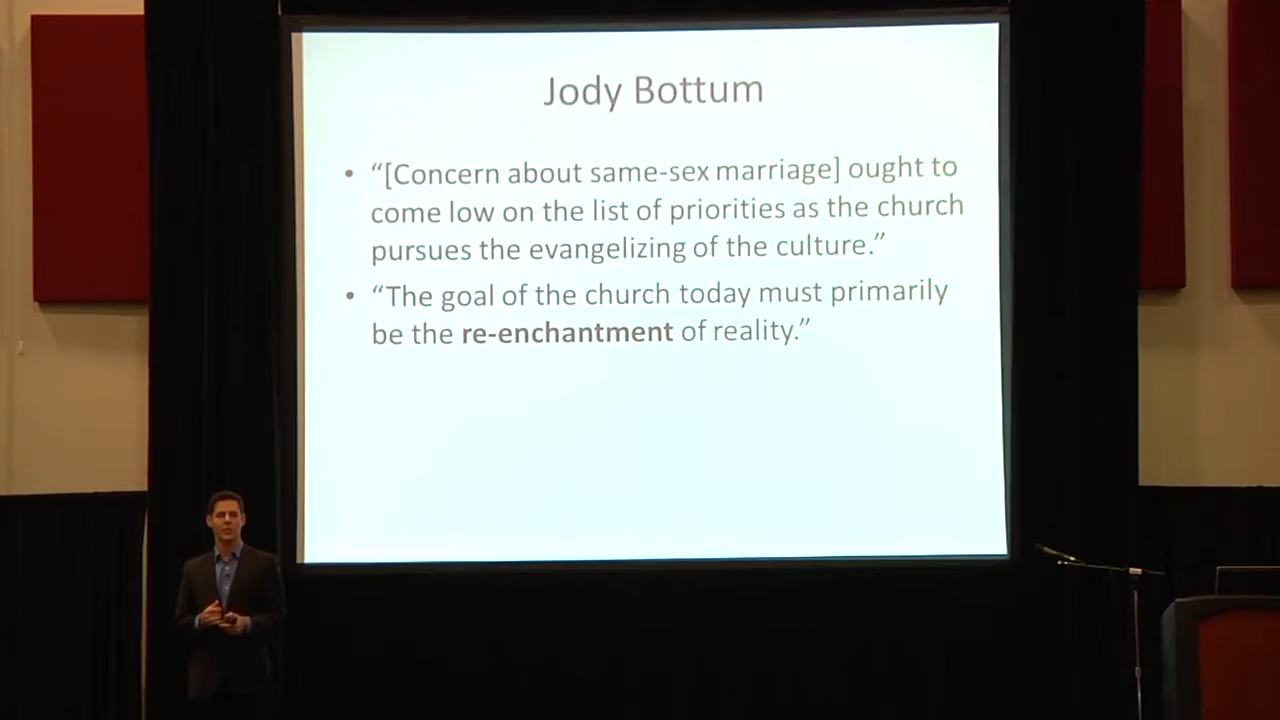 Jody Bottum
• “[Concern about same-sex marriage] ought to
come low on the list of priorities as the church
pursues the evangelizing of the culture.”
• “The goal of the church today must primarily
be the re-enchantment of reality.”